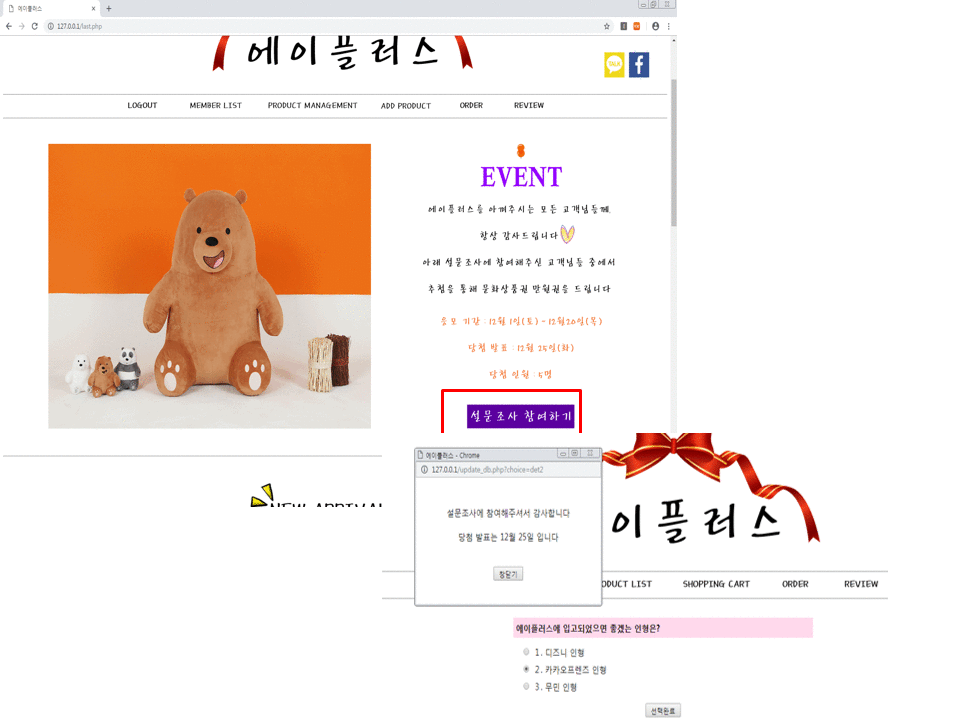 에이플러스
127.0.0.1/last.php
에이플러스
TALK
LOGOUT MEMBER LIST PRODUCT MANAGEMENT ADD PRODUCT ORDER REVIEW
EVENT
에이플러스를 아껴주시는 모든 고객님들께
항상 감사드립니다
아래 설문조사에 참여해주신 고객님들 중에서
추첨을 통해 문화상품권 만원권을 드립니다
응모 기간 : 12월 1일(토) - 12월20일(목)
당첨 발표 : 12월 25일(화)
당첨 인원 : 5명
설문조사 참여하기
NEW ARRIVAL
에이플러스 - Chrome
127.0.0.1/update_db.php?choice=det2
설문조사에 참여해주셔서 감사합니다
당첨 발표는 12월 25일 입니다
창닫기
이플러스
ODUCT LIST SHOPPING CART ORDER REVIEW
에이플러스에 입고되었으면 좋겠는 인형은?
1. 디즈니 인형
2. 카카오프렌즈 인형
3. 무민 인형
선택완료